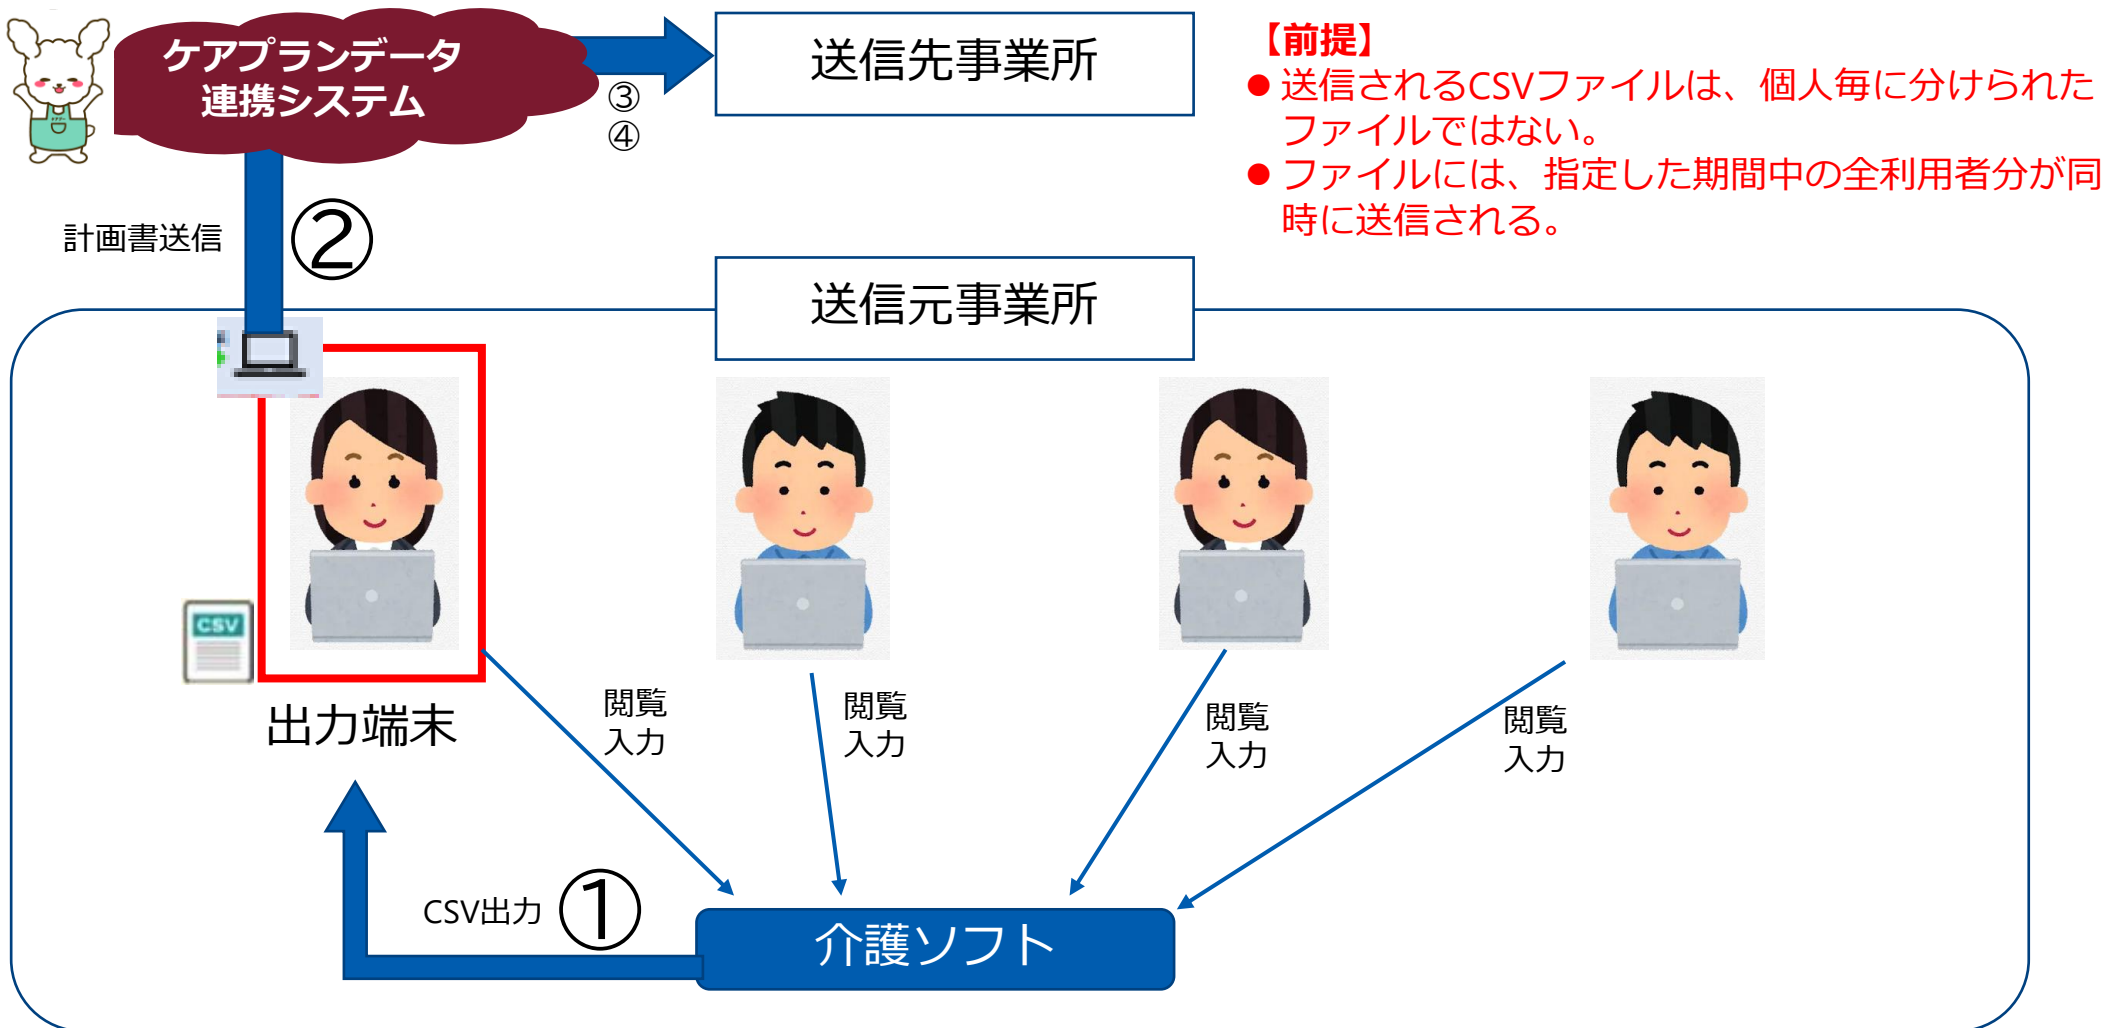 ケアプランデータ
連携システム
③
④
送信先事業所
【前提】
● 送信されるCSVファイルは、個人毎に分けられた
ファイルではない。
● ファイルには、指定した期間中の全利用者分が同
時に送信される。
計画書送信
②
送信元事業所
CSV
出力端末
閲覧
入力
閲覧
入力
閲覧
入力
閲覧
入力
CSV出力
①
介護ソフト